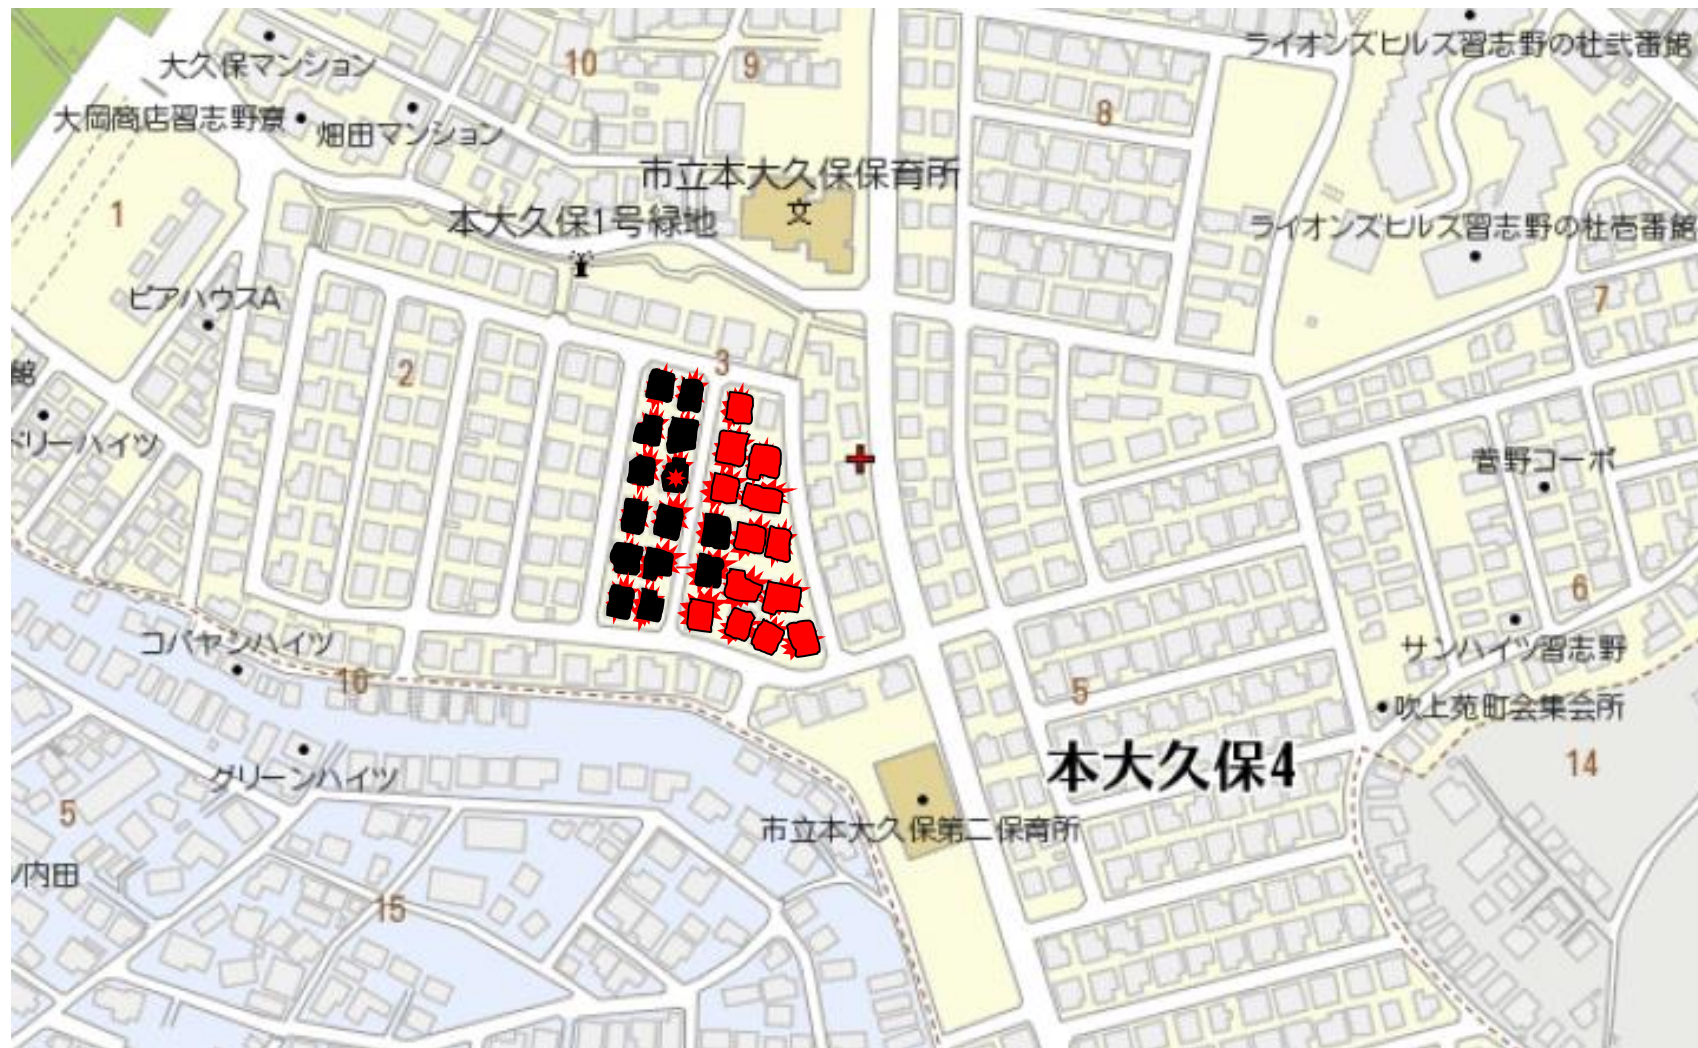 ライオンズヒルズ習志野の杜弐番館
大久保マンション
10
9
8
大岡商店習志野寮
畑田マンション
市立本大久保保育所
文
1
本大久保1号緑地
ライオンズヒルズ習志野の杜壱番館
ピアハウスA
7
館
2
3
ドリーハイツ
菅野コーポ
6
コバヤシハイツ
サンハイツ習志野
16
5
吹上苑町会集会所
グリーンハイツ
本大久保4
14
5
市立本大久保第二保育所
内田
15